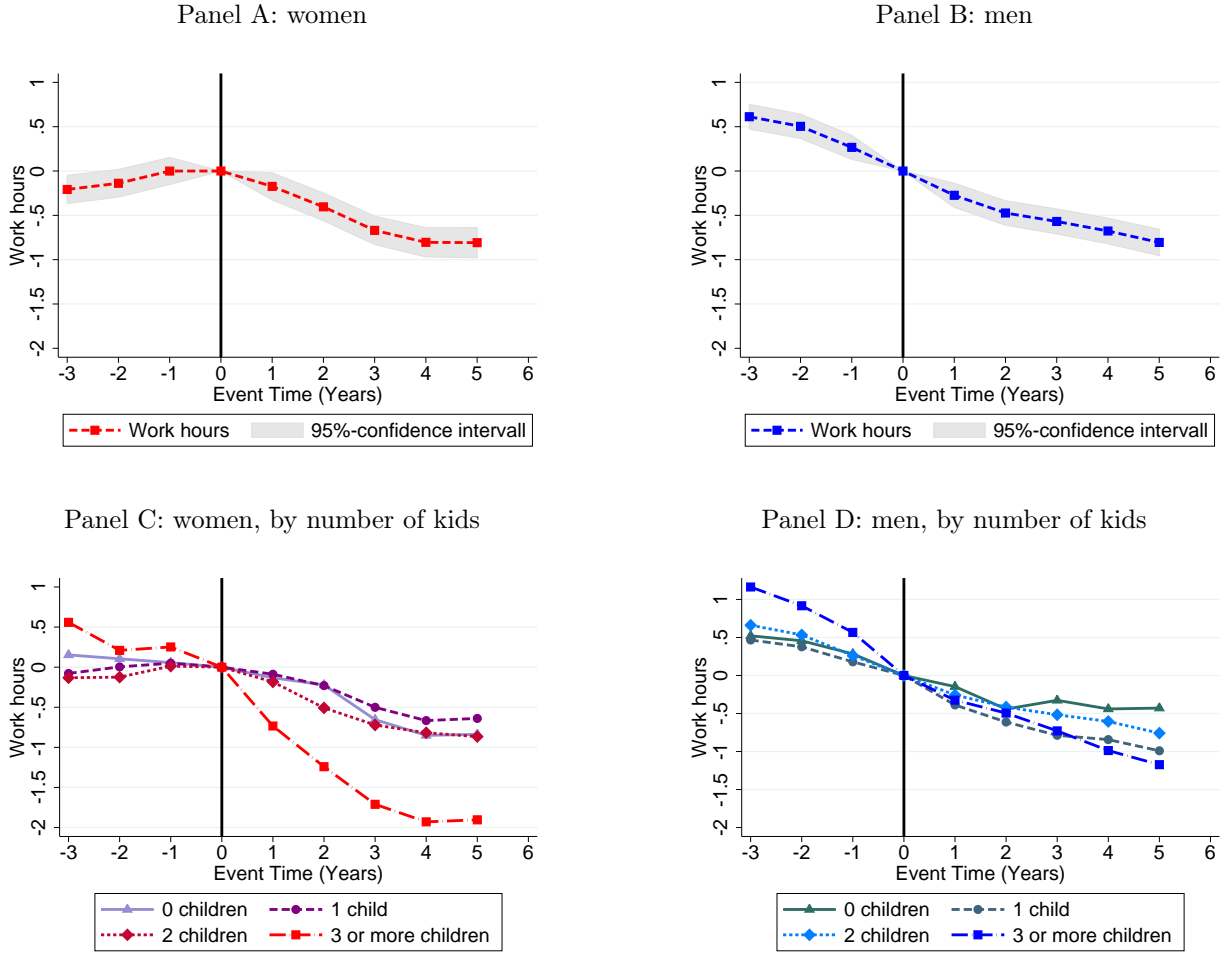 Panel A: women
1
.5
0
-.5
-1
-1.5
-2
Work hours
-3 -2 -1 0 1 2 3 4 5 6
Event Time (Years)
Work hours 95%-confidence intervall
Panel B: men
1
.5
0
-.5
-1
-1.5
-2
Work hours
-3 -2 -1 0 1 2 3 4 5 6
Event Time (Years)
Work hours 95%-confidence intervall
Panel C: women, by number of kids
1
.5
0
-.5
-1
-1.5
-2
Work hours
-3 -2 -1 0 1 2 3 4 5 6
Event Time (Years)
0 children 1 child
2 children 3 or more children
Panel D: men, by number of kids
1
.5
0
-.5
-1
-1.5
-2
Work hours
-3 -2 -1 0 1 2 3 4 5 6
Event Time (Years)
0 children 1 child
2 children 3 or more children